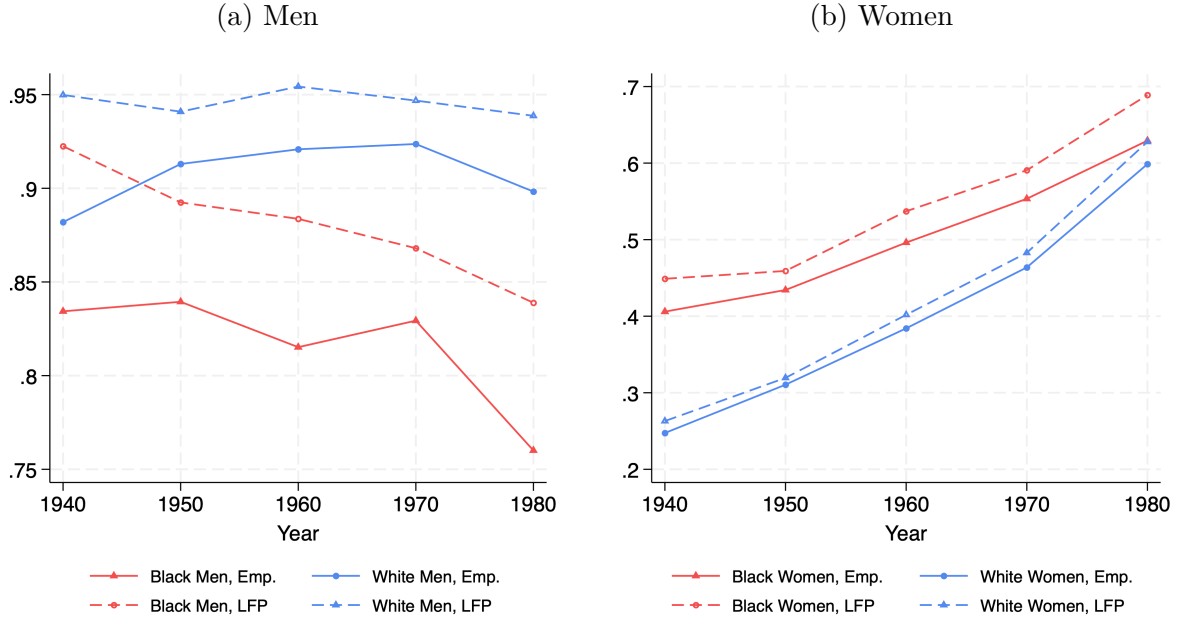 (a) Men
.95
.9
.85
.8
.75
1940 1950 1960 1970 1980
Year
Black Men, Emp. White Men, Emp.
Black Men, LFP White Men, LFP
(b) Women
.7
.6
.5
.4
.3
.2
1940 1950 1960 1970 1980
Year
Black Women, Emp. White Women, Emp.
Black Women, LFP White Women, LFP